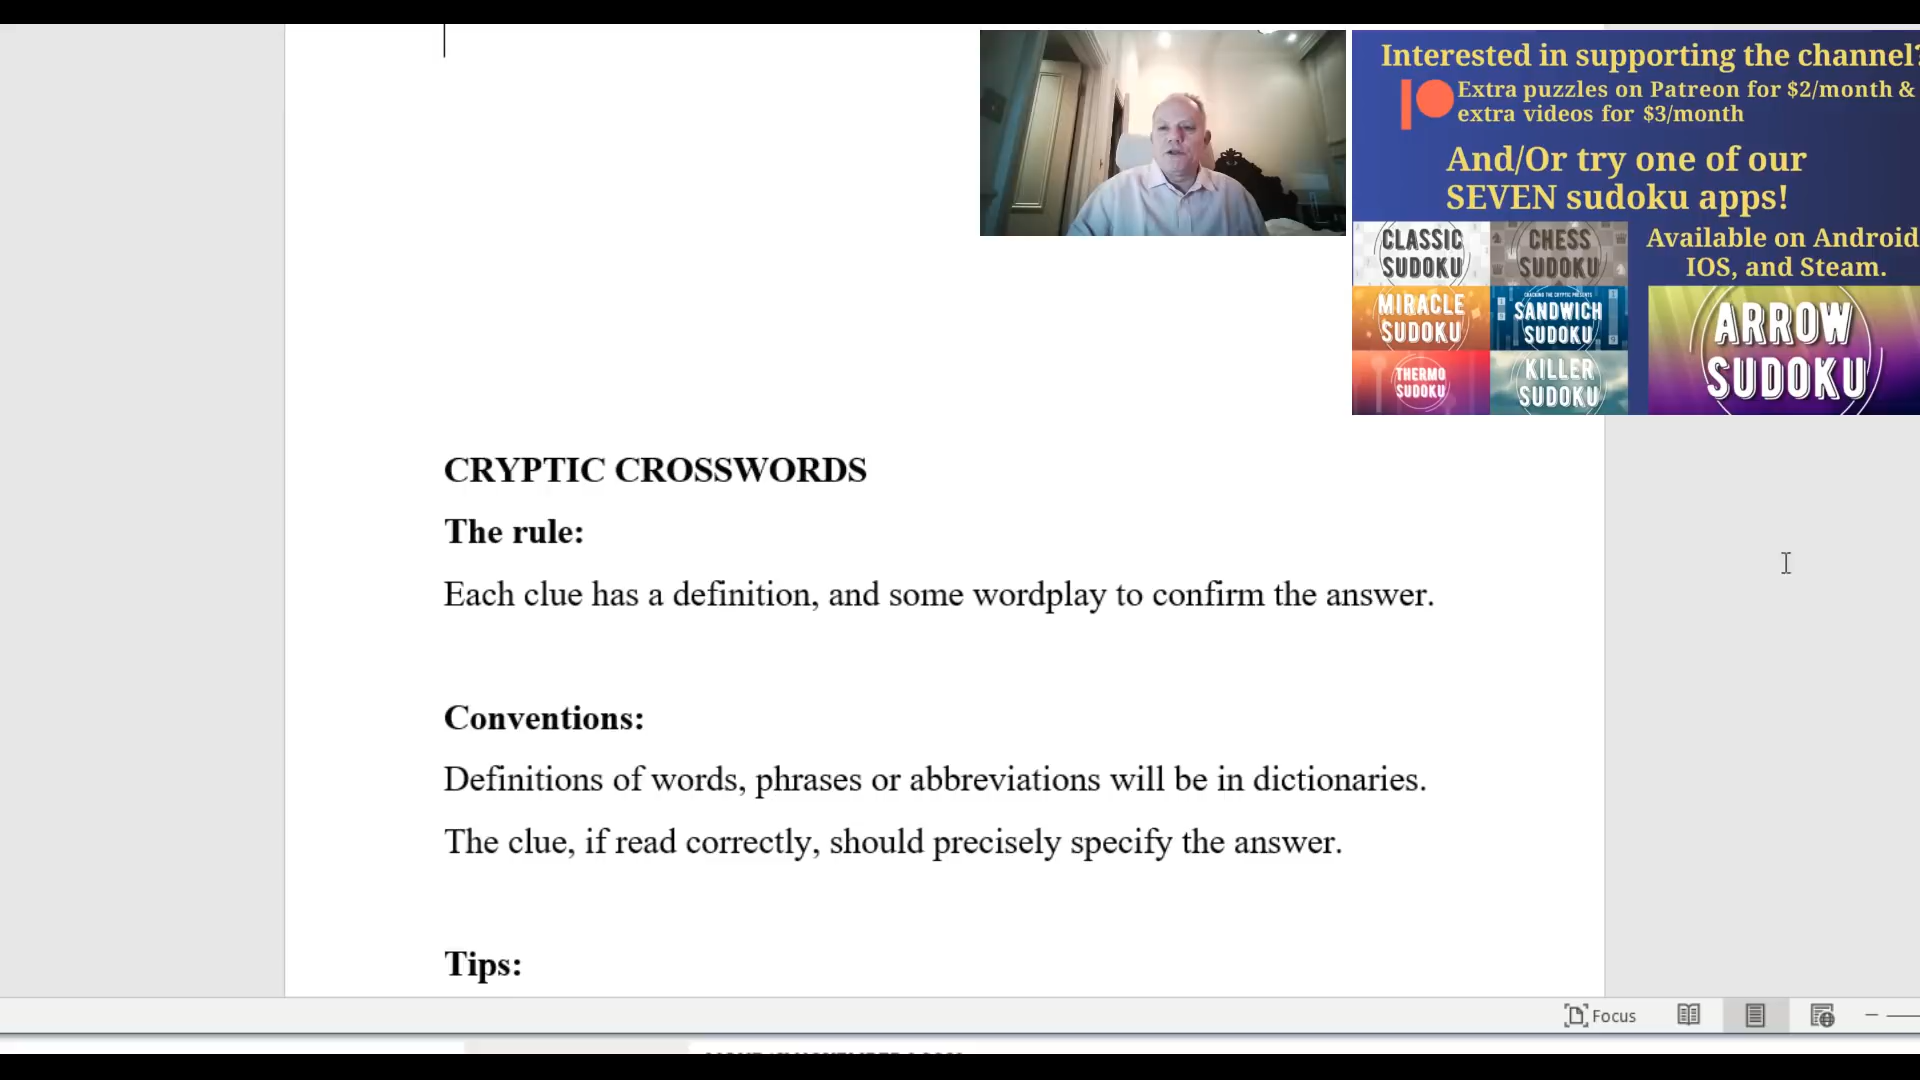 Interested in supporting the channel?
Extra puzzles on Patreon for $2/month &
extra videos for $3/month
And/Or try one of our
SEVEN sudoku apps!
CLASSIC
SUDOKU
CHESS
SUDOKU
Available on Android
IOS, and Steam.
MIRACLE
SUDOKU
CRACKING THE CRYPTIC PRESENTS
SANDWICH
SUDOKU
ARROW
SUDOKU
THERMO
SUDOKU
KILLER
SUDOKU
CRYPTIC CROSSWORDS
The rule:
Each clue has a definition, and some wordplay to confirm the answer.
Conventions:
Definitions of words, phrases or abbreviations will be in dictionaries.
The clue, if read correctly, should precisely specify the answer.
Tips:
Focus